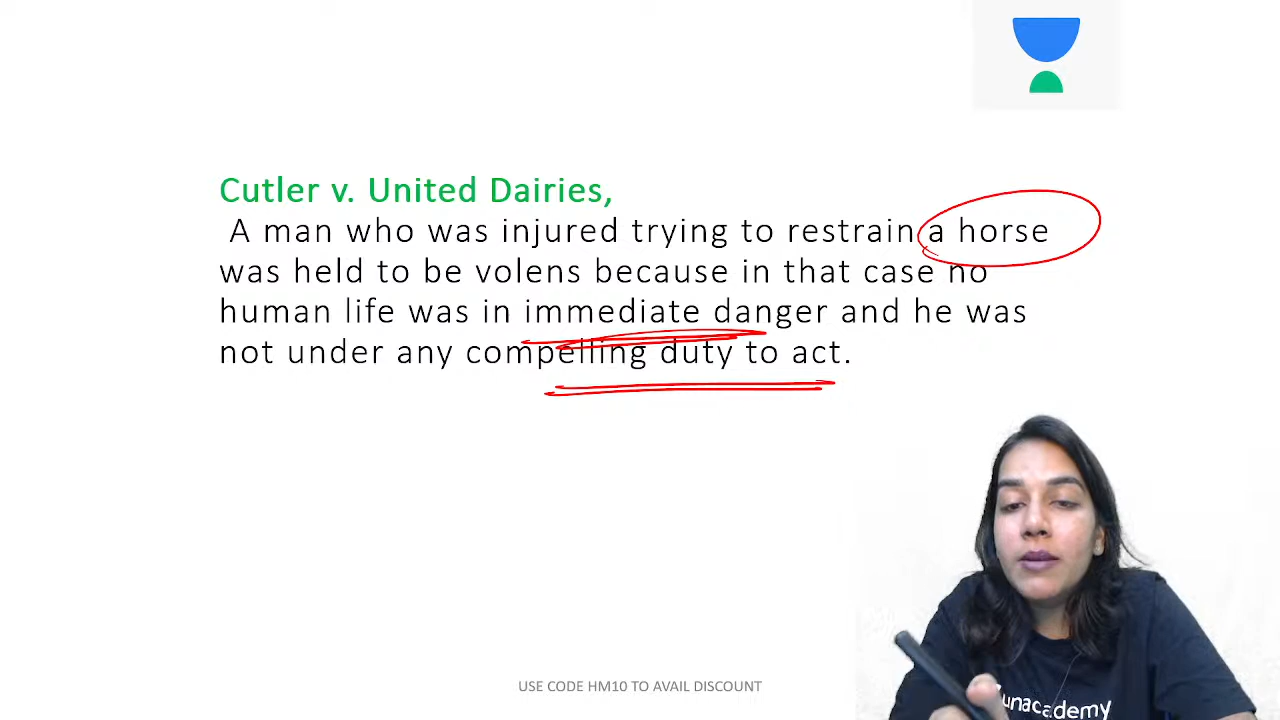 Cutler v. United Dairies,
A man who was injured trying to restrain a horse
was held to be volens because in that case no
human life was in immediate danger and he was
not under any compelling duty to act.
unacademy
USE CODE HM10 TO AVAIL DISCOUNT